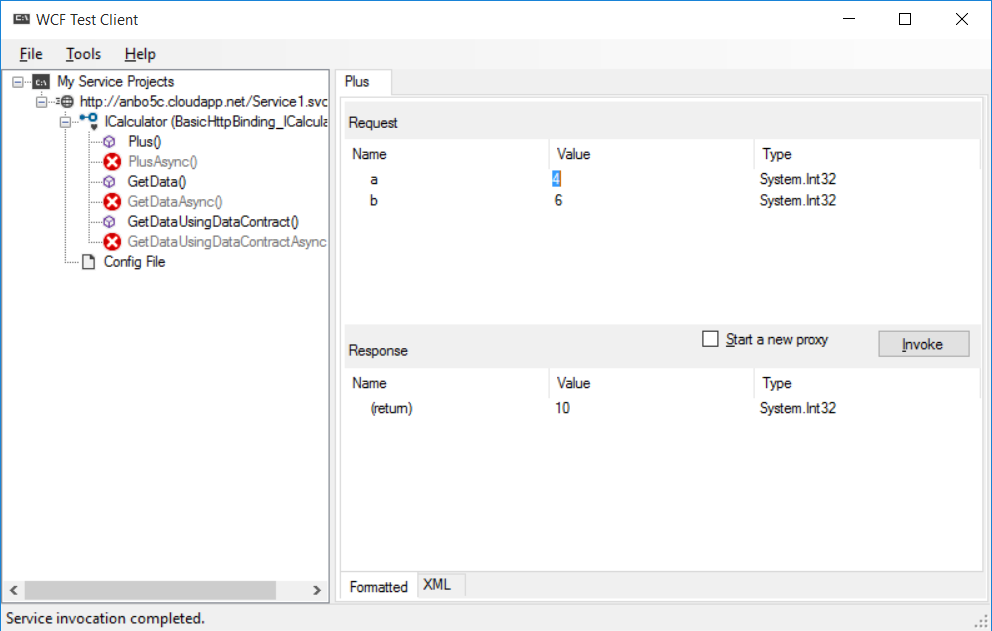 WCF Test Client
File Tools Help
My Service Projects
http://anbo5c.cloudapp.net/Service1.svc
ICalculator (BasicHttpBinding_ICalcula
Plus()
PlusAsync()
GetData()
GetDataAsync()
GetDataUsingDataContract()
GetDataUsingDataContractAsync
Config File
Plus
Request
Name Value Type
a 4 System.Int32
b 6 System.Int32
Response
Start a new proxy
Invoke
Name Value Type
(return) 10 System.Int32
Formatted XML
Service invocation completed.